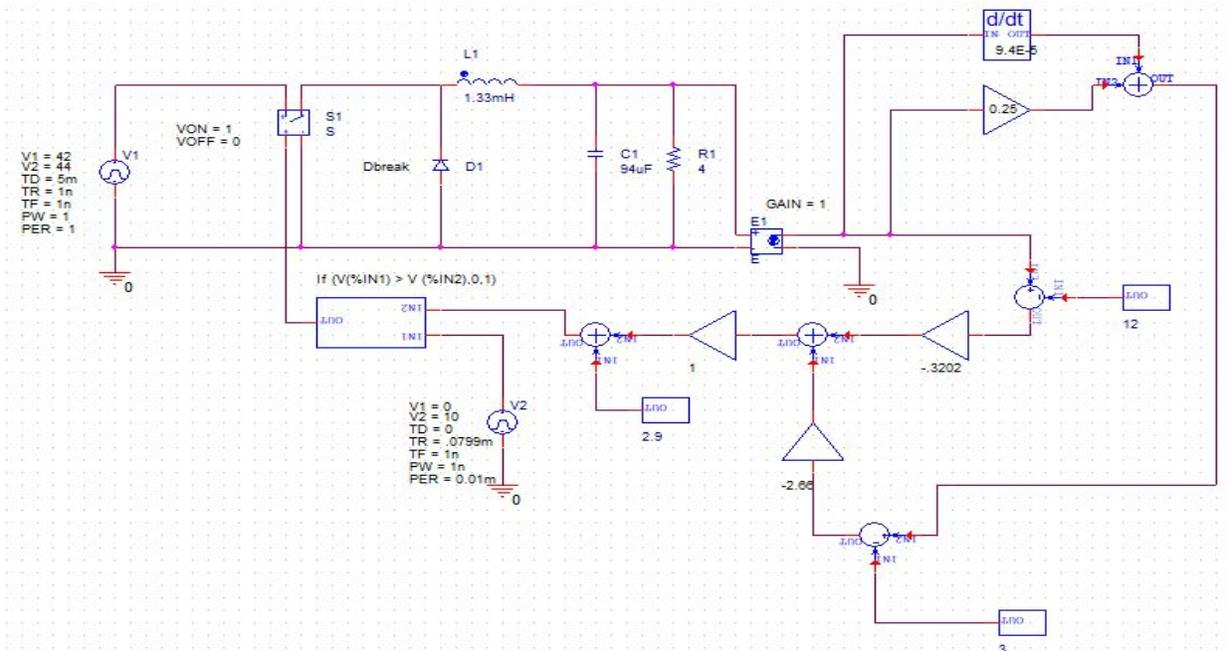 d/dt
IN OUT
9.4E-5
IN1
IN2
OUT
0.25
L1
1.33mH
VON = 1
VOFF = 0
S1
S
V1
V1 = 42
V2 = 44
TD = 5m
TR = 1n
TF = 1n
PW = 1
PER = 1
Dbreak
D1
C1
94uF
R1
4
GAIN = 1
E1
E
0
0
If (V(%IN1) > V (%IN2),0,1)
OUT
IN2
IN1
OUT
IN2
IN1
1
OUT
IN2
IN1
-.3202
IN2
IN1
OUT
OUT
12
OUT
2.9
V2
V1 = 0
V2 = 10
TD = 0
TR = .0799m
TF = 1n
PW = 1n
PER = 0.01m
0
-2.66
OUT
IN2
IN1
OUT
3